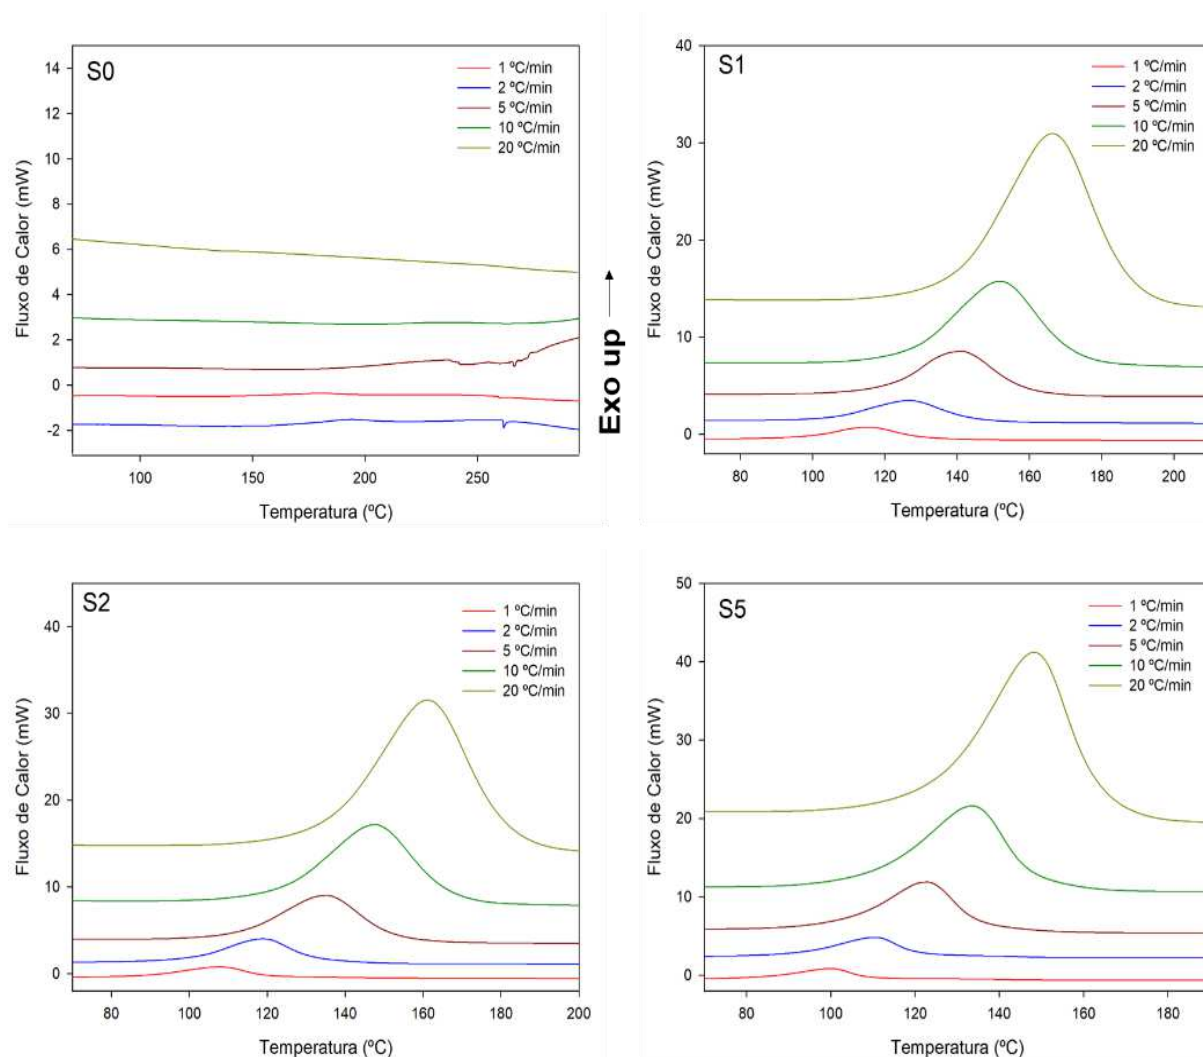 S0
1 ºC/min
2 ºC/min
5 ºC/min
10 ºC/min
20 ºC/min
14
12
10
8
6
4
2
0
-2
Fluxo de Calor (mW)
100 150 200 250
Temperatura (ºC)
Exo up
S1
1 ºC/min
2 ºC/min
5 ºC/min
10 ºC/min
20 ºC/min
40
30
20
10
0
Fluxo de Calor (mW)
80 100 120 140 160 180 200
Temperatura (ºC)
S2
1 ºC/min
2 ºC/min
5 ºC/min
10 ºC/min
20 ºC/min
40
30
20
10
0
Fluxo de Calor (mW)
80 100 120 140 160 180 200
Temperatura (ºC)
S5
1 ºC/min
2 ºC/min
5 ºC/min
10 ºC/min
20 ºC/min
50
40
30
20
10
0
Fluxo de Calor (mW)
80 100 120 140 160 180
Temperatura (ºC)